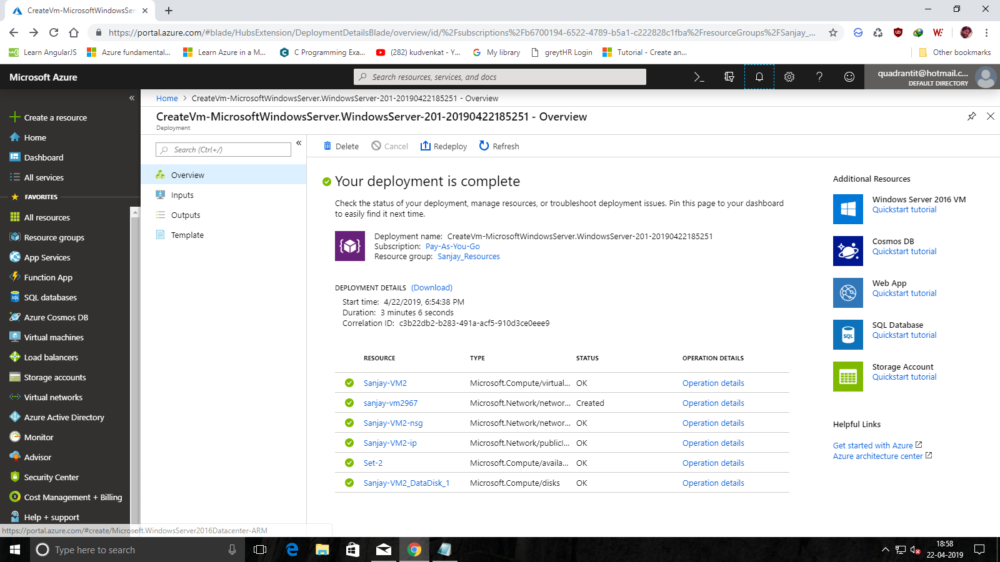 CreateVm-MicrosoftWindowsSer
https://portal.azure.com/#blade/HubsExtension/DeploymentDetailsBlade/overview/id/%2Fsubscriptions%2Fb6700194-6522-4789-b5a1-c222828c1fba%2FresourceGroups%2FSanjay_...
Learn AngularJS Azure fundamental... Learn Azure in a M... C Programming Exa... (282) kudvenkat - Y... My library greytHR Login Tutorial - Create an... Other bookmarks
Microsoft Azure
Search resources, services, and docs
quadrantit@hotmail.c...
DEFAULT DIRECTORY
Home > CreateVm-MicrosoftWindowsServer.WindowsServer-201-20190422185251 - Overview
CreateVm-MicrosoftWindowsServer.WindowsServer-201-20190422185251 - Overview
Deployment
Create a resource
Home
Dashboard
All services
FAVORITES
All resources
Resource groups
App Services
Function App
SQL databases
Azure Cosmos DB
Virtual machines
Load balancers
Storage accounts
Virtual networks
Azure Active Directory
Monitor
Advisor
Security Center
Cost Management + Billing
Help + support
Search (Ctrl+/)
Overview
Inputs
Outputs
Template
Delete Cancel Redeploy Refresh
Your deployment is complete
Check the status of your deployment, manage resources, or troubleshoot deployment issues. Pin this page to your dashboard
to easily find it next time.
Deployment name: CreateVm-MicrosoftWindowsServer.WindowsServer-201-20190422185251
Subscription: Pay-As-You-Go
Resource group: Sanjay_Resources
DEPLOYMENT DETAILS (Download)
Start time: 4/22/2019, 6:54:38 PM
Duration: 3 minutes 6 seconds
Correlation ID: c3b22db2-b283-491a-acf5-910d3ce0eee9
RESOURCE TYPE STATUS OPERATION DETAILS
Sanjay-VM2 Microsoft.Compute/virtual... OK Operation details
sanjay-vm2967 Microsoft.Network/networ... Created Operation details
Sanjay-VM2-nsg Microsoft.Network/networ... OK Operation details
Sanjay-VM2-ip Microsoft.Network/publicI... OK Operation details
Set-2 Microsoft.Compute/availa... OK Operation details
Sanjay-VM2_DataDisk_1 Microsoft.Compute/disks OK Operation details
Additional Resources
Windows Server 2016 VM
Quickstart tutorial
Cosmos DB
Quickstart tutorial
Web App
Quickstart tutorial
SQL
SQL Database
Quickstart tutorial
Storage Account
Quickstart tutorial
Helpful Links
Get started with Azure
Azure architecture center
https://portal.azure.com/#create/Microsoft.WindowsServer2016Datacenter-ARM
Type here to search
18:58
22-04-2019